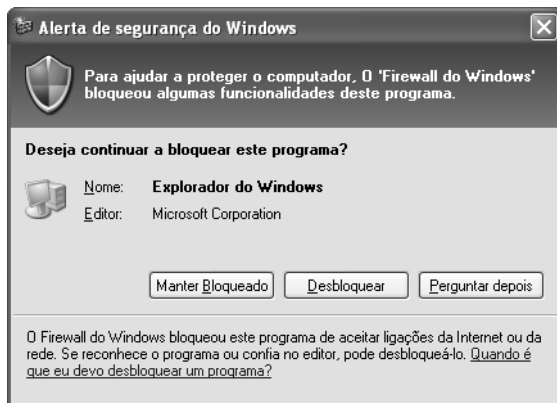 Alerta de segurança do Windows
Para ajudar a proteger o computador, O 'Firewall do Windows'
bloqueou algumas funcionalidades deste programa.
Deseja continuar a bloquear este programa?
Nome: Explorador do Windows
Editor: Microsoft Corporation
Manter Bloqueado Desbloquear Perguntar depois
O Firewall do Windows bloqueou este programa de aceitar ligações da Internet ou da
rede. Se reconhece o programa ou confia no editor, pode desbloqueá-lo. Quando é
que eu devo desbloquear um programa?